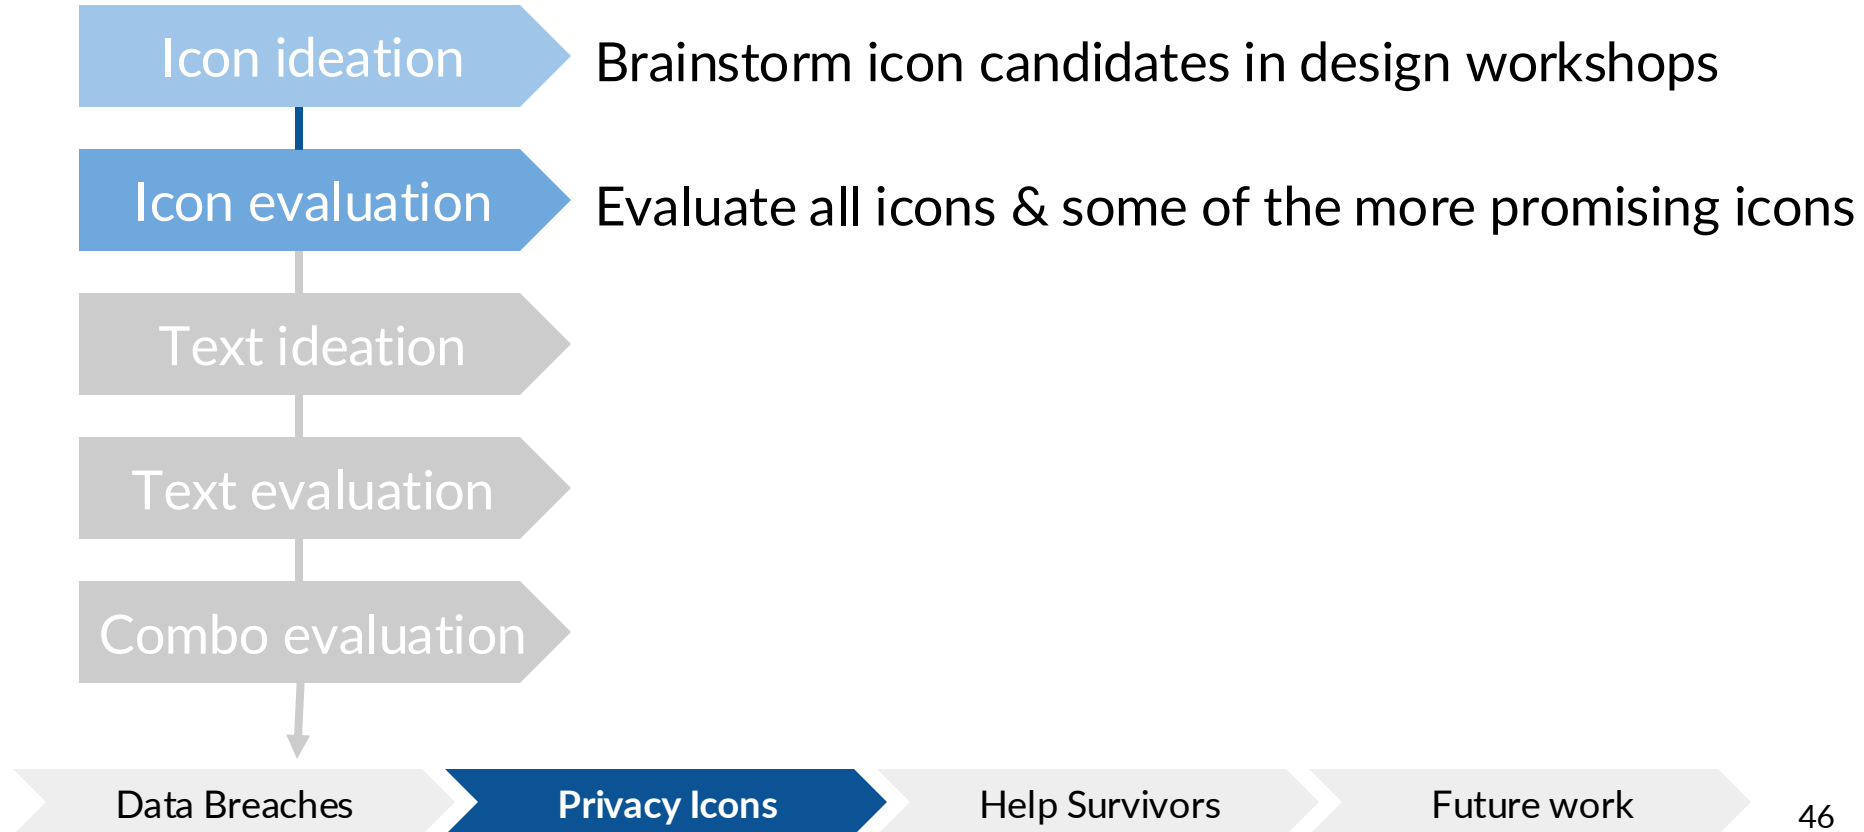 Icon ideation
Brainstorm icon candidates in design workshops
Icon evaluation
Evaluate all icons & some of the more promising icons
Text ideation
Text evaluation
Combo evaluation
Data Breaches
Privacy Icons
Help Survivors
Future work
46